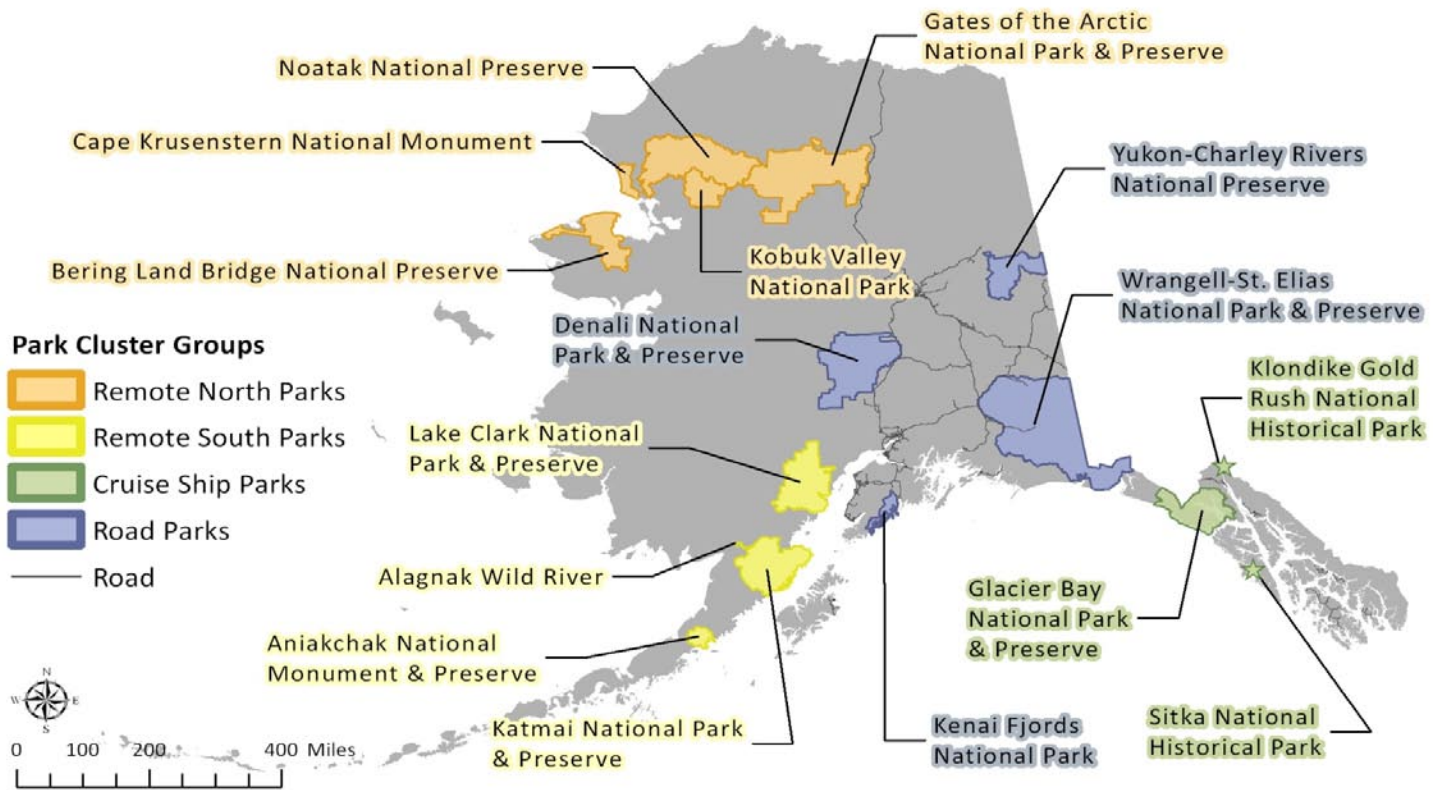 Gates of the Arctic
National Park & Preserve
Noatak National Preserve
Cape Krusenstern National Monument
Yukon-Charley Rivers
National Preserve
Bering Land Bridge National Preserve
Kobuk Valley
National Park
Wrangell-St. Elias
National Park & Preserve
Denali National
Park & Preserve
Park Cluster Groups
Remote North Parks
Remote South Parks
Cruise Ship Parks
Road Parks
Road
Klondike Gold
Rush National
Historical Park
Lake Clark National
Park & Preserve
Alagnak Wild River
Glacier Bay
National Park
& Preserve
Aniakchak National
Monument & Preserve
Katmai National Park
& Preserve
Kenai Fjords
National Park
Sitka National
Historical Park
N
W E
S
0 100 200 400 Miles